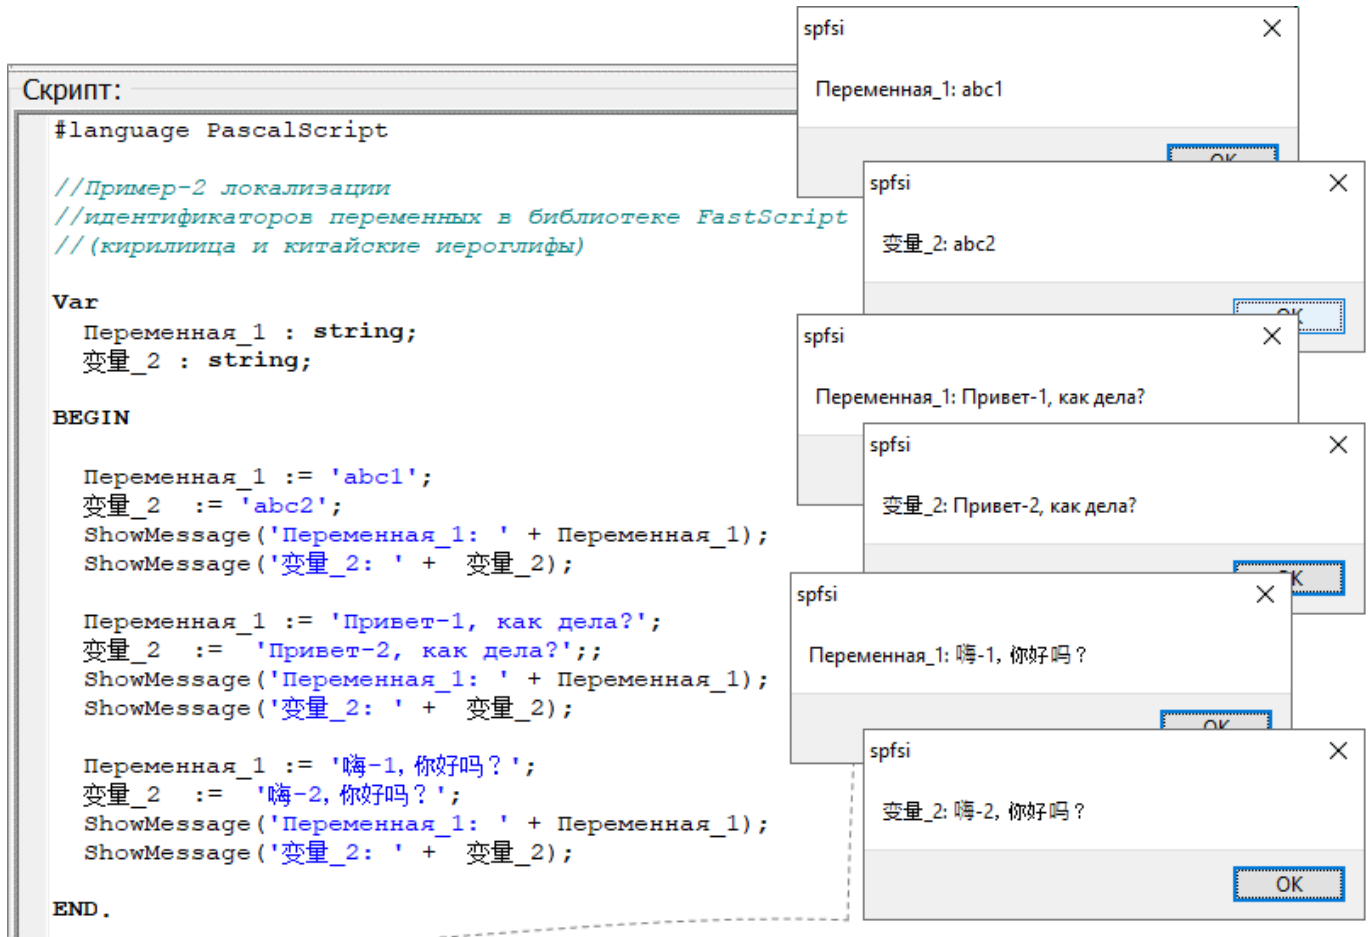 Скрипт:
#language PascalScript
//Пример-2 локализации
//идентификаторов переменных в библиотеке FastScript
//(кирилиица и китайские иероглифы)
Var
Переменная_1 : string;
变量_2 : string;
BEGIN
Переменная_1 := 'abc1';
变量_2 := 'abc2';
ShowMessage('Переменная_1: ' + Переменная_1);
ShowMessage('变量_2: ' + 变量_2);
Переменная_1 := 'Привет-1, как дела?';
变量_2 := 'Привет-2, как дела?';;
ShowMessage('Переменная_1: ' + Переменная_1);
ShowMessage('变量_2: ' + 变量_2);
Переменная_1 := '嗨-1,你好吗？';
变量_2 := '嗨-2,你好吗？';
ShowMessage('Переменная_1: ' + Переменная_1);
ShowMessage('变量_2: ' + 变量_2);
END.
spfsi
Переменная_1: abc1
OK
spfsi
变量_2: abc2
OK
spfsi
Переменная_1: Привет-1, как дела?
spfsi
变量_2: Привет-2, как дела?
OK
spfsi
Переменная_1: 嗨-1, 你好吗？
OK
spfsi
变量_2: 嗨-2, 你好吗？
OK